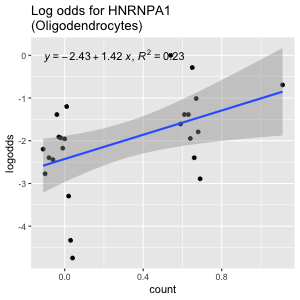 Log odds for HNRNPA1
(Oligodendrocytes)
y = −2.43 + 1.42 x, R² = 0.23
0
-1
-2
-3
-4
logodds
0.0 0.4 0.8
count